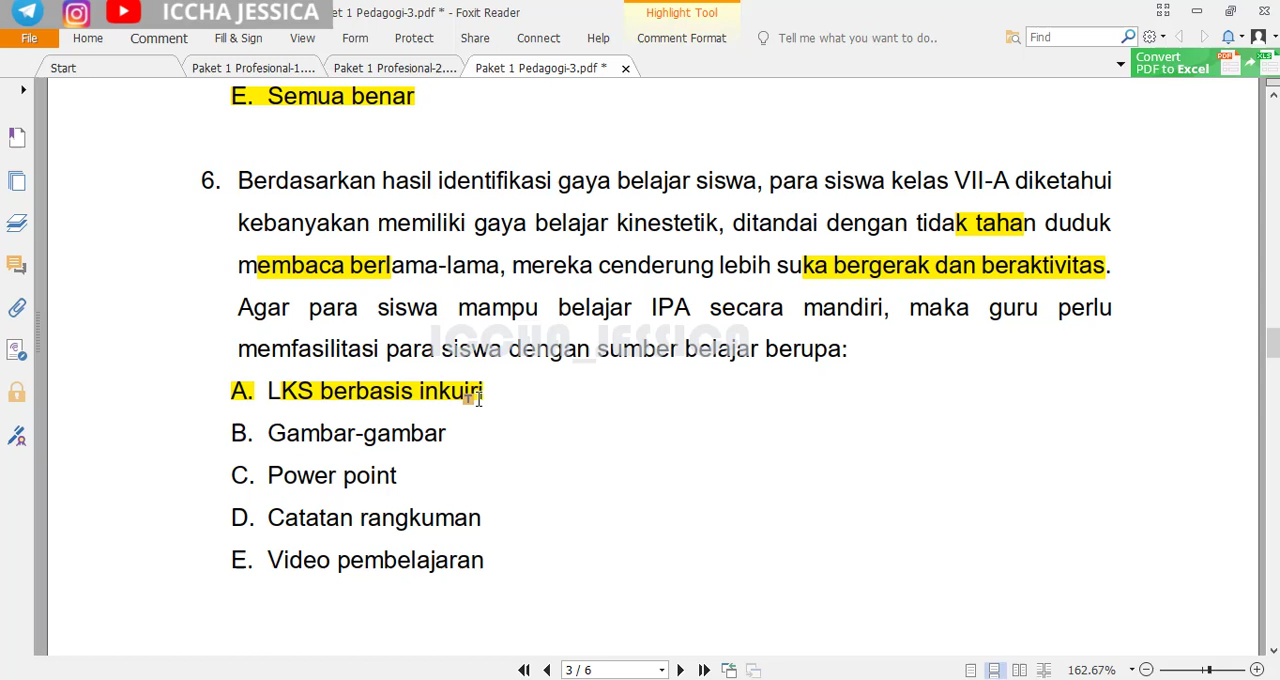 ICCHA JESSICA
et 1 Pedagogi-3.pdf * - Foxit Reader
Highlight Tool
File Home Comment Fill & Sign View Form Protect Share Connect Help Comment Format Tell me what you want to do.. Find
Start Paket 1 Profesional-1.... Paket 1 Profesional-2.... Paket 1 Pedagogi-3.pdf *
Convert
PDF to Excel
E. Semua benar
6. Berdasarkan hasil identifikasi gaya belajar siswa, para siswa kelas VII-A diketahui
kebanyakan memiliki gaya belajar kinestetik, ditandai dengan tidak tahan duduk
membaca berlama-lama, mereka cenderung lebih suka bergerak dan beraktivitas.
Agar para siswa mampu belajar IPA secara mandiri, maka guru perlu
ICCHA_JESSICA
memfasilitasi para siswa dengan sumber belajar berupa:
A. LKS berbasis inkuiri
B. Gambar-gambar
C. Power point
D. Catatan rangkuman
E. Video pembelajaran
3 / 6
162.67%